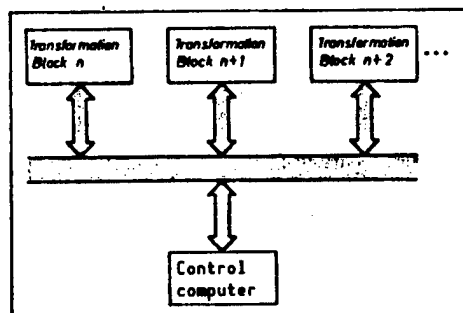 Transformation
Block n
Transformation
Block n+1
Transformation
Block n+2
...
Control
computer